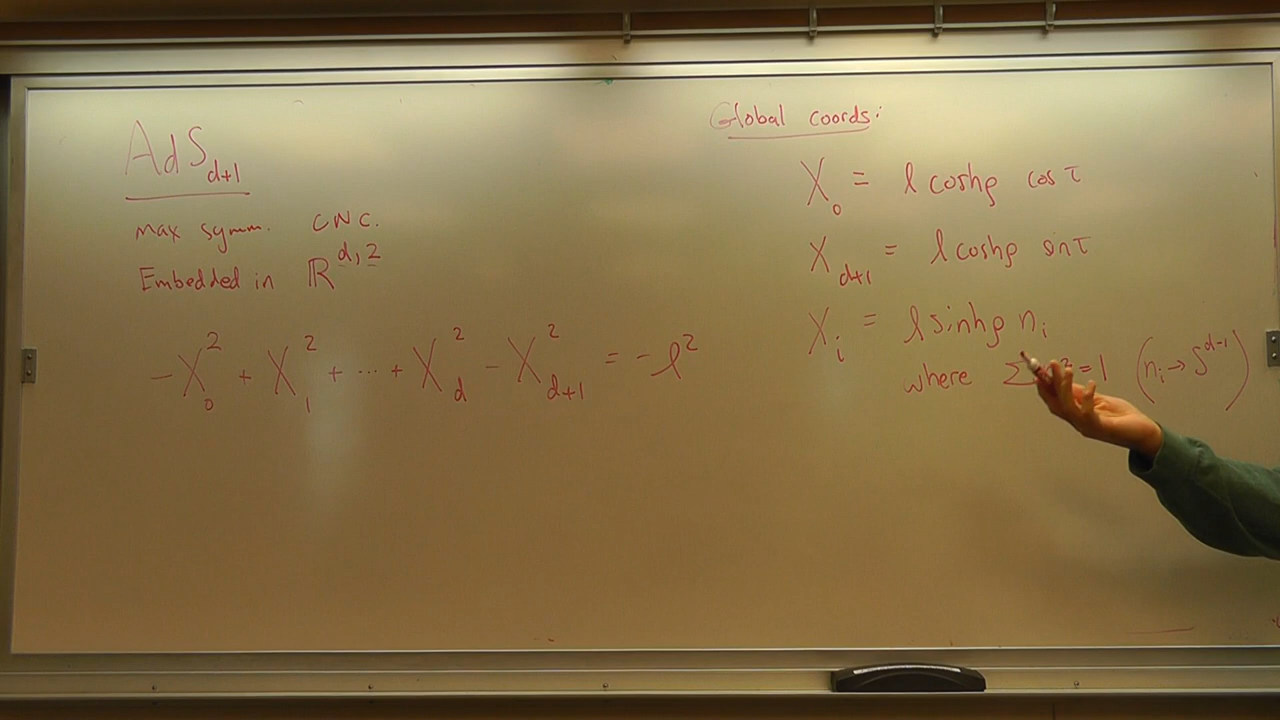 AdS_{d+1}
max symm. CNC.
Embedded in ℝ^{d,2}
-X_0^2 + X_1^2 + ... + X_d^2 - X_{d+1}^2 = -ℓ^2
Global coords:
X_0 = ℓ coshρ cos τ
X_{d+1} = ℓ coshρ sin τ
X_i = ℓ sinhρ n_i
where Σ ^2 = 1 (n_i → S^{d-1})